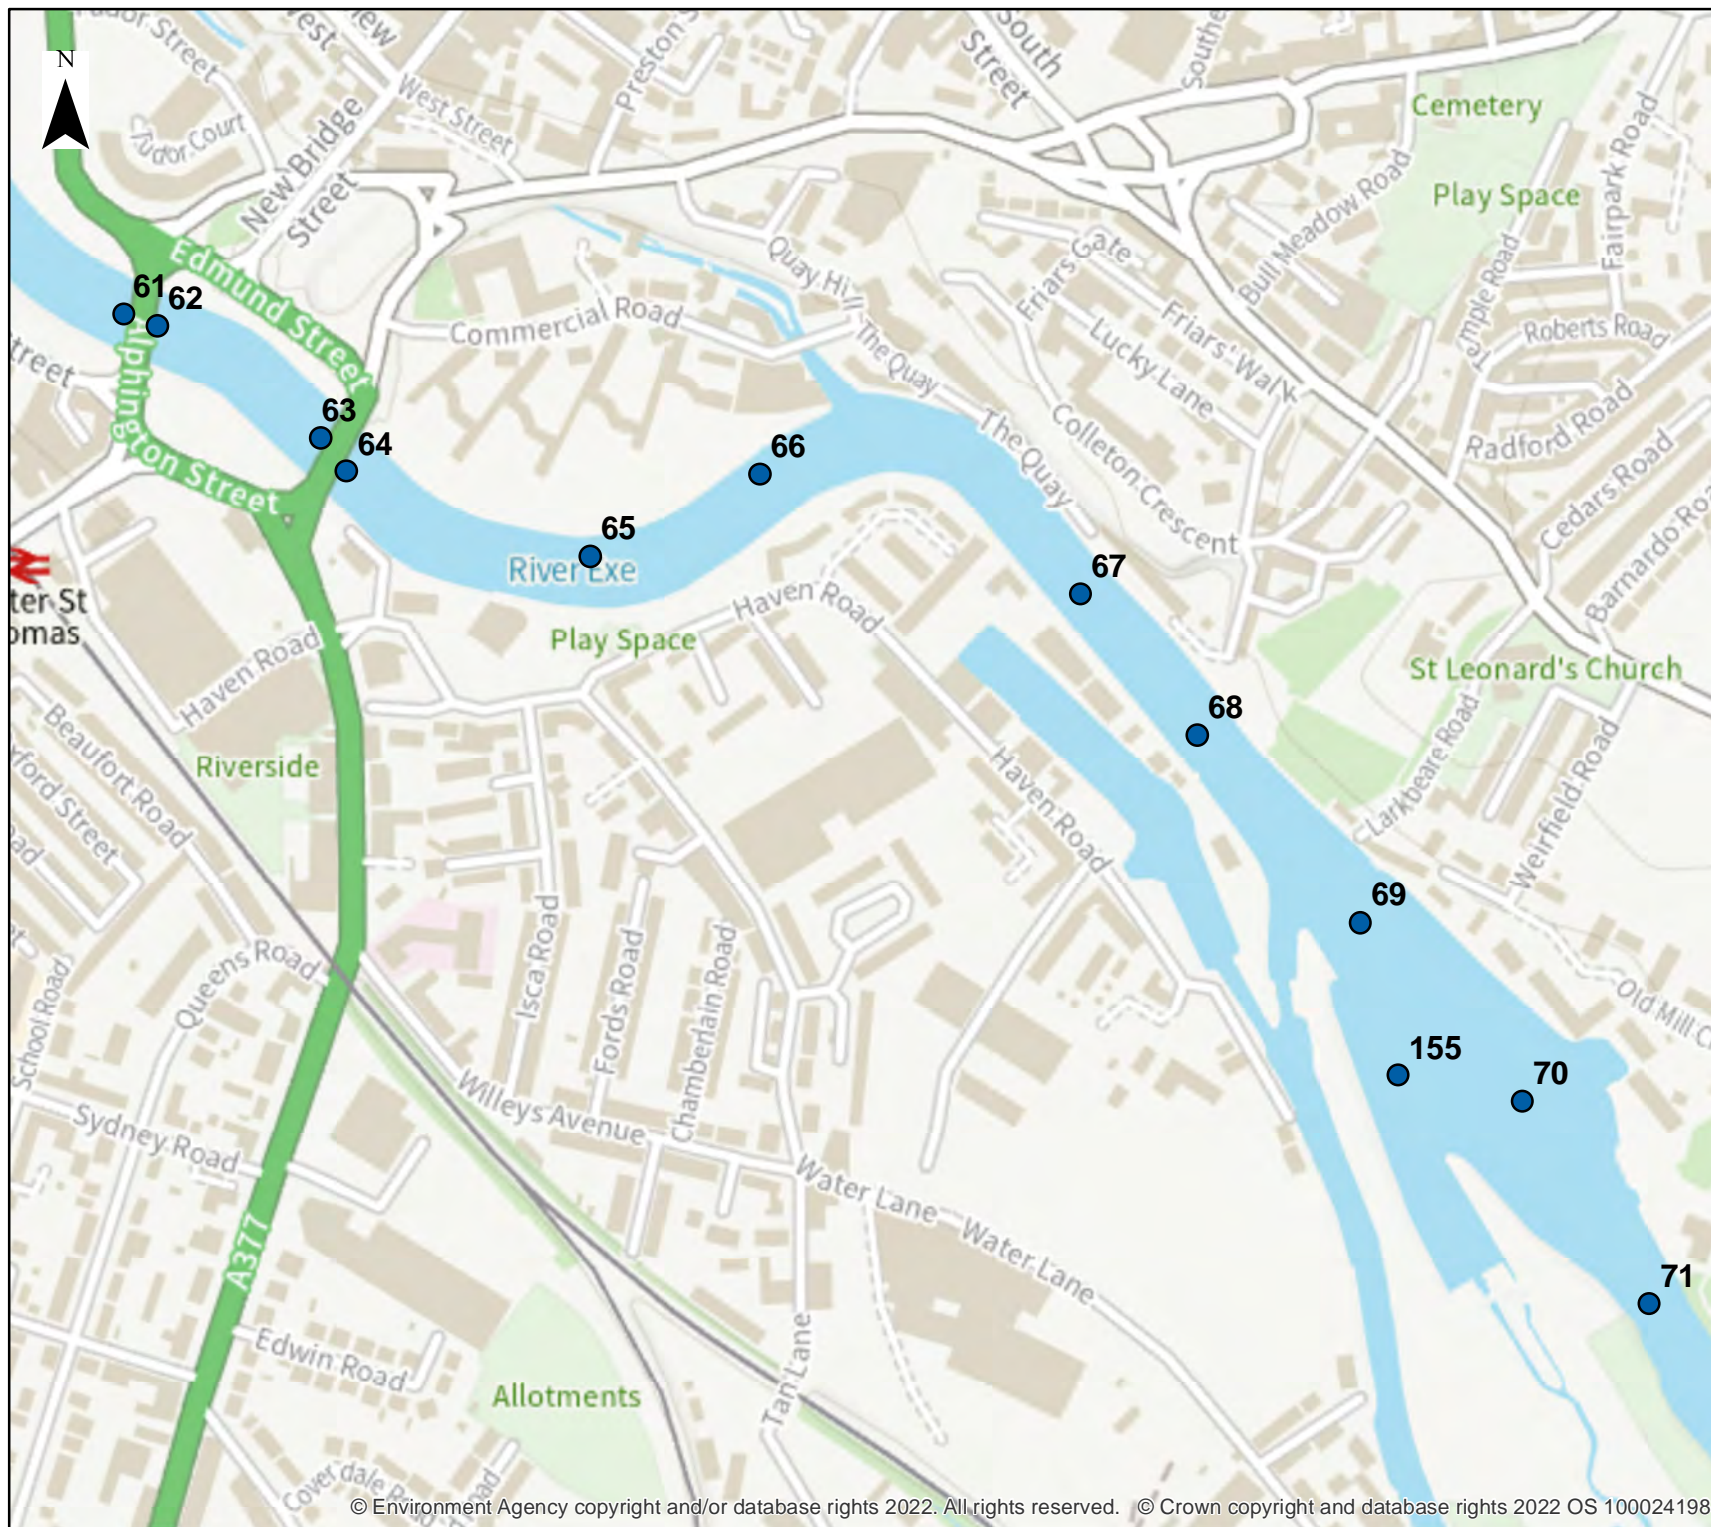 N
Tudor Court
West Street
New Bridge
Street
Preston
South
Street
Cemetery
Play Space
Fairpark Road
Bull Meadow Road
Edmund Street
61
62
Alphington Street
63
64
Commercial Road
Quay Hill
The Quay
The Quay
Friars Gate
Friars' Walk
Lucky Lane
Colleton Crescent
Temple Road
Roberts Road
Radford Road
Cedars Road
66
65
River Exe
67
ter St
omas
Haven Road
Haven Road
Play Space
St Leonard's Church
68
Larkbeare Road
Weirfield Road
Beaufort Road
Riverside
Haven Road
69
Queens Road
School Road
Isca Road
Fords Road
Chamberlain Road
155
70
Sydney Road
Willeys Avenue
Water Lane
Water Lane
A377
71
Edwin Road
Allotments
Tan Lane
© Environment Agency copyright and/or database rights 2022. All rights reserved. © Crown copyright and database rights 2022 OS 100024198